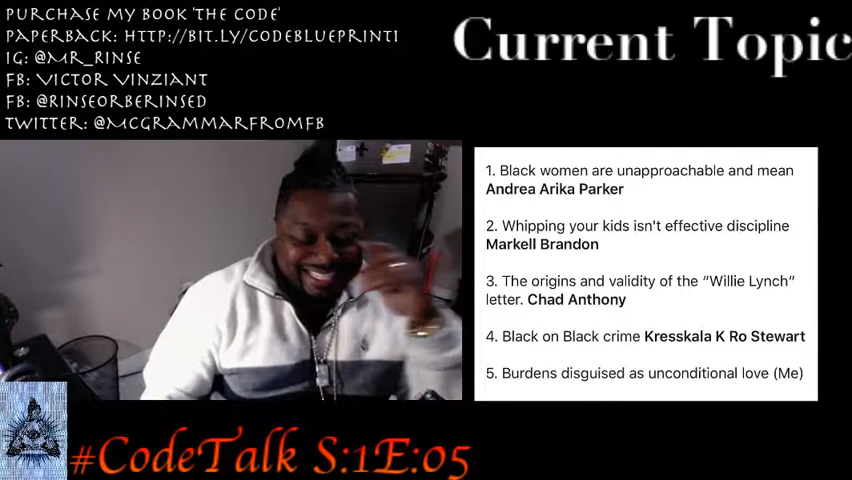 PURCHASE MY BOOK 'THE CODE'
PAPERBACK: HTTP://BIT.LY/CODEBLUEPRINT1
IG: @MR_RINSE
FB: VICTOR VINZIANT
FB: @RINSEORBERINSED
TWITTER: @MCGRAMMARFROMFB
Current Topic
1. Black women are unapproachable and mean
Andrea Arika Parker
2. Whipping your kids isn't effective discipline
Markell Brandon
3. The origins and validity of the “Willie Lynch”
letter. Chad Anthony
4. Black on Black crime Kresskala K Ro Stewart
5. Burdens disguised as unconditional love (Me)
#CodeTalk S:1E:05